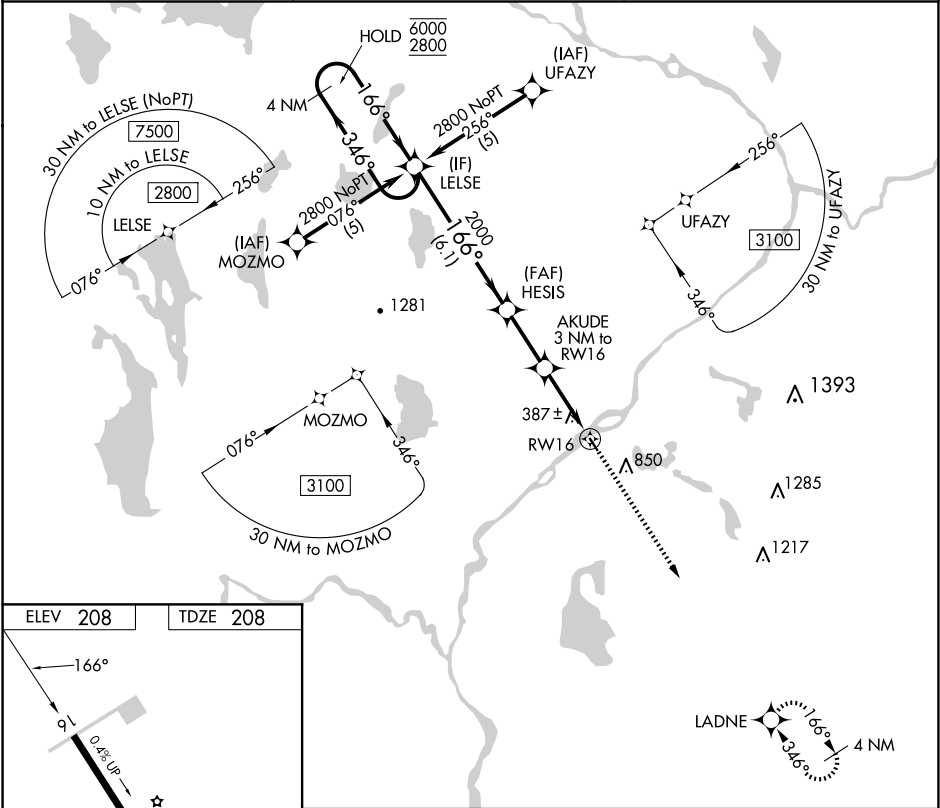 HOLD 6000
2800
(IAF)
UFAZY
4 NM
166°
346°
2800 NoPT
256°
(5)
(IF)
LELSE
30 NM to LELSE (NoPT)
7500
10 NM to LELSE
2800
256°
LELSE
076°
2800 NoPT
076°
(5)
(IAF)
MOZMO
256°
UFAZY
3100
346°
30 NM to UFAZY
2000
166°
(6.1)
(FAF)
HESIS
1281
AKUDE
3 NM to
RW16
1393
387±
RW16
850
1285
1217
MOZMO
076°
346°
3100
30 NM to MOZMO
ELEV 208
TDZE 208
166°
16
0.4% UP
LADNE
166°
346°
4 NM